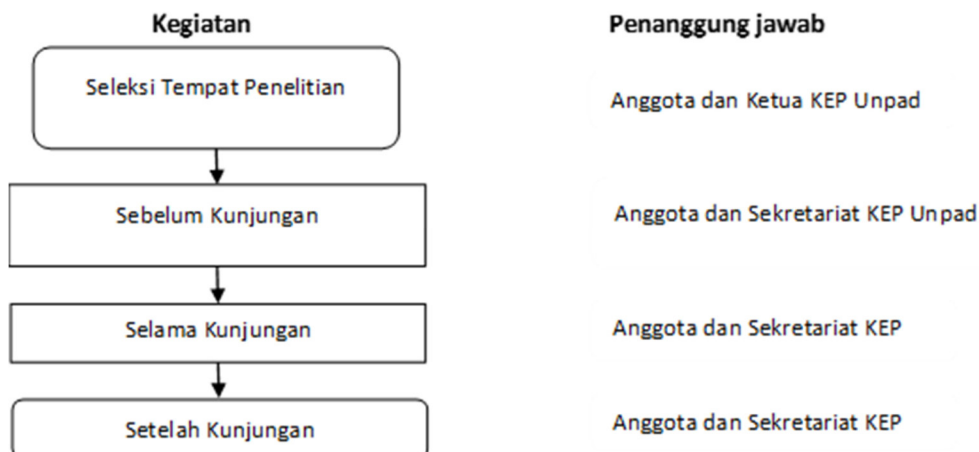 Kegiatan Penanggung jawab
Seleksi Tempat Penelitian Anggota dan Ketua KEP Unpad
Sebelum Kunjungan Anggota dan Sekretariat KEP Unpad
Selama Kunjungan Anggota dan Sekretariat KEP
Setelah Kunjungan Anggota dan Sekretariat KEP